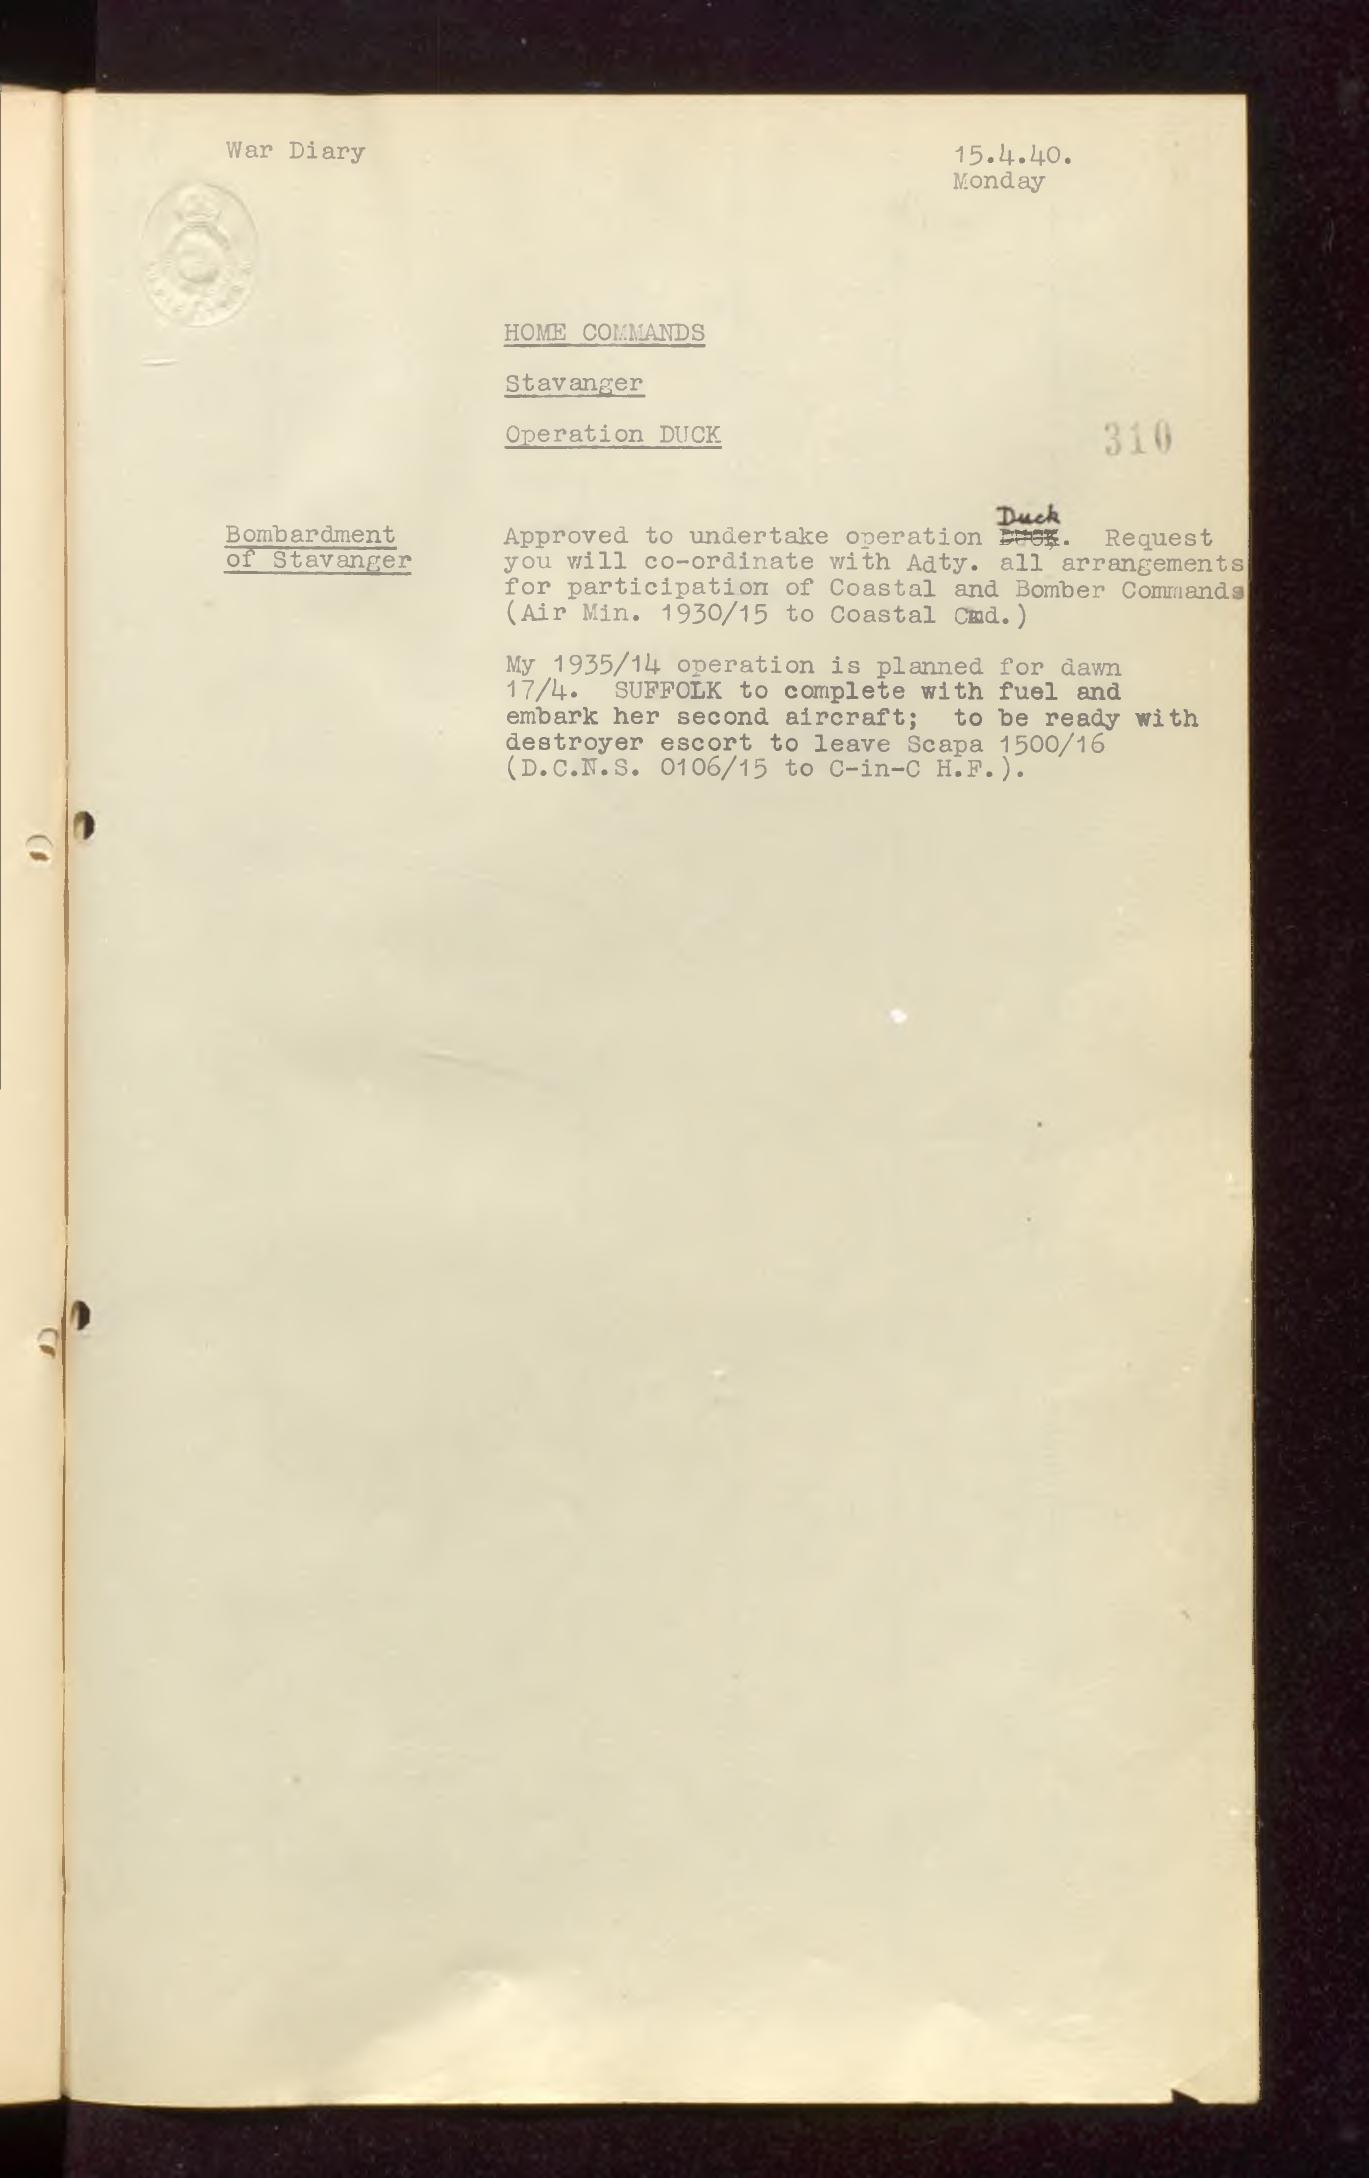 War Diary
15.4.40.
Monday
HOME COMMANDS
Stavanger
Operation DUCK
310
Bombardment
of Stavanger
Duck
Approved to undertake operation DUCK. Request
you will co-ordinate with Adty. all arrangements
for participation of Coastal and Bomber Commands
(Air Min. 1930/15 to Coastal Cmd.)
My 1935/14 operation is planned for dawn
17/4. SUFFOLK to complete with fuel and
embark her second aircraft; to be ready with
destroyer escort to leave Scapa 1500/16
(D.C.N.S. 0106/15 to C-in-C H.F.).